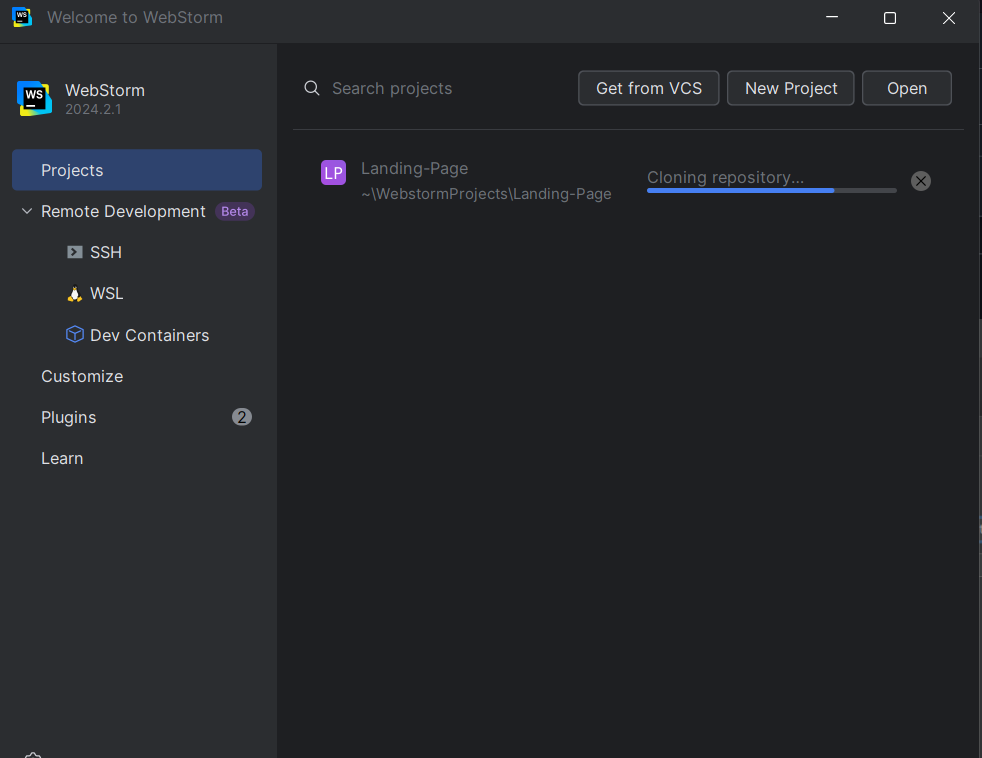 WS
Welcome to WebStorm
WS
WebStorm
2024.2.1
Search projects
Get from VCS
New Project
Open
Projects
Remote Development
Beta
SSH
WSL
Dev Containers
Customize
Plugins
2
Learn
LP
Landing-Page
~\WebstormProjects\Landing-Page
Cloning repository...